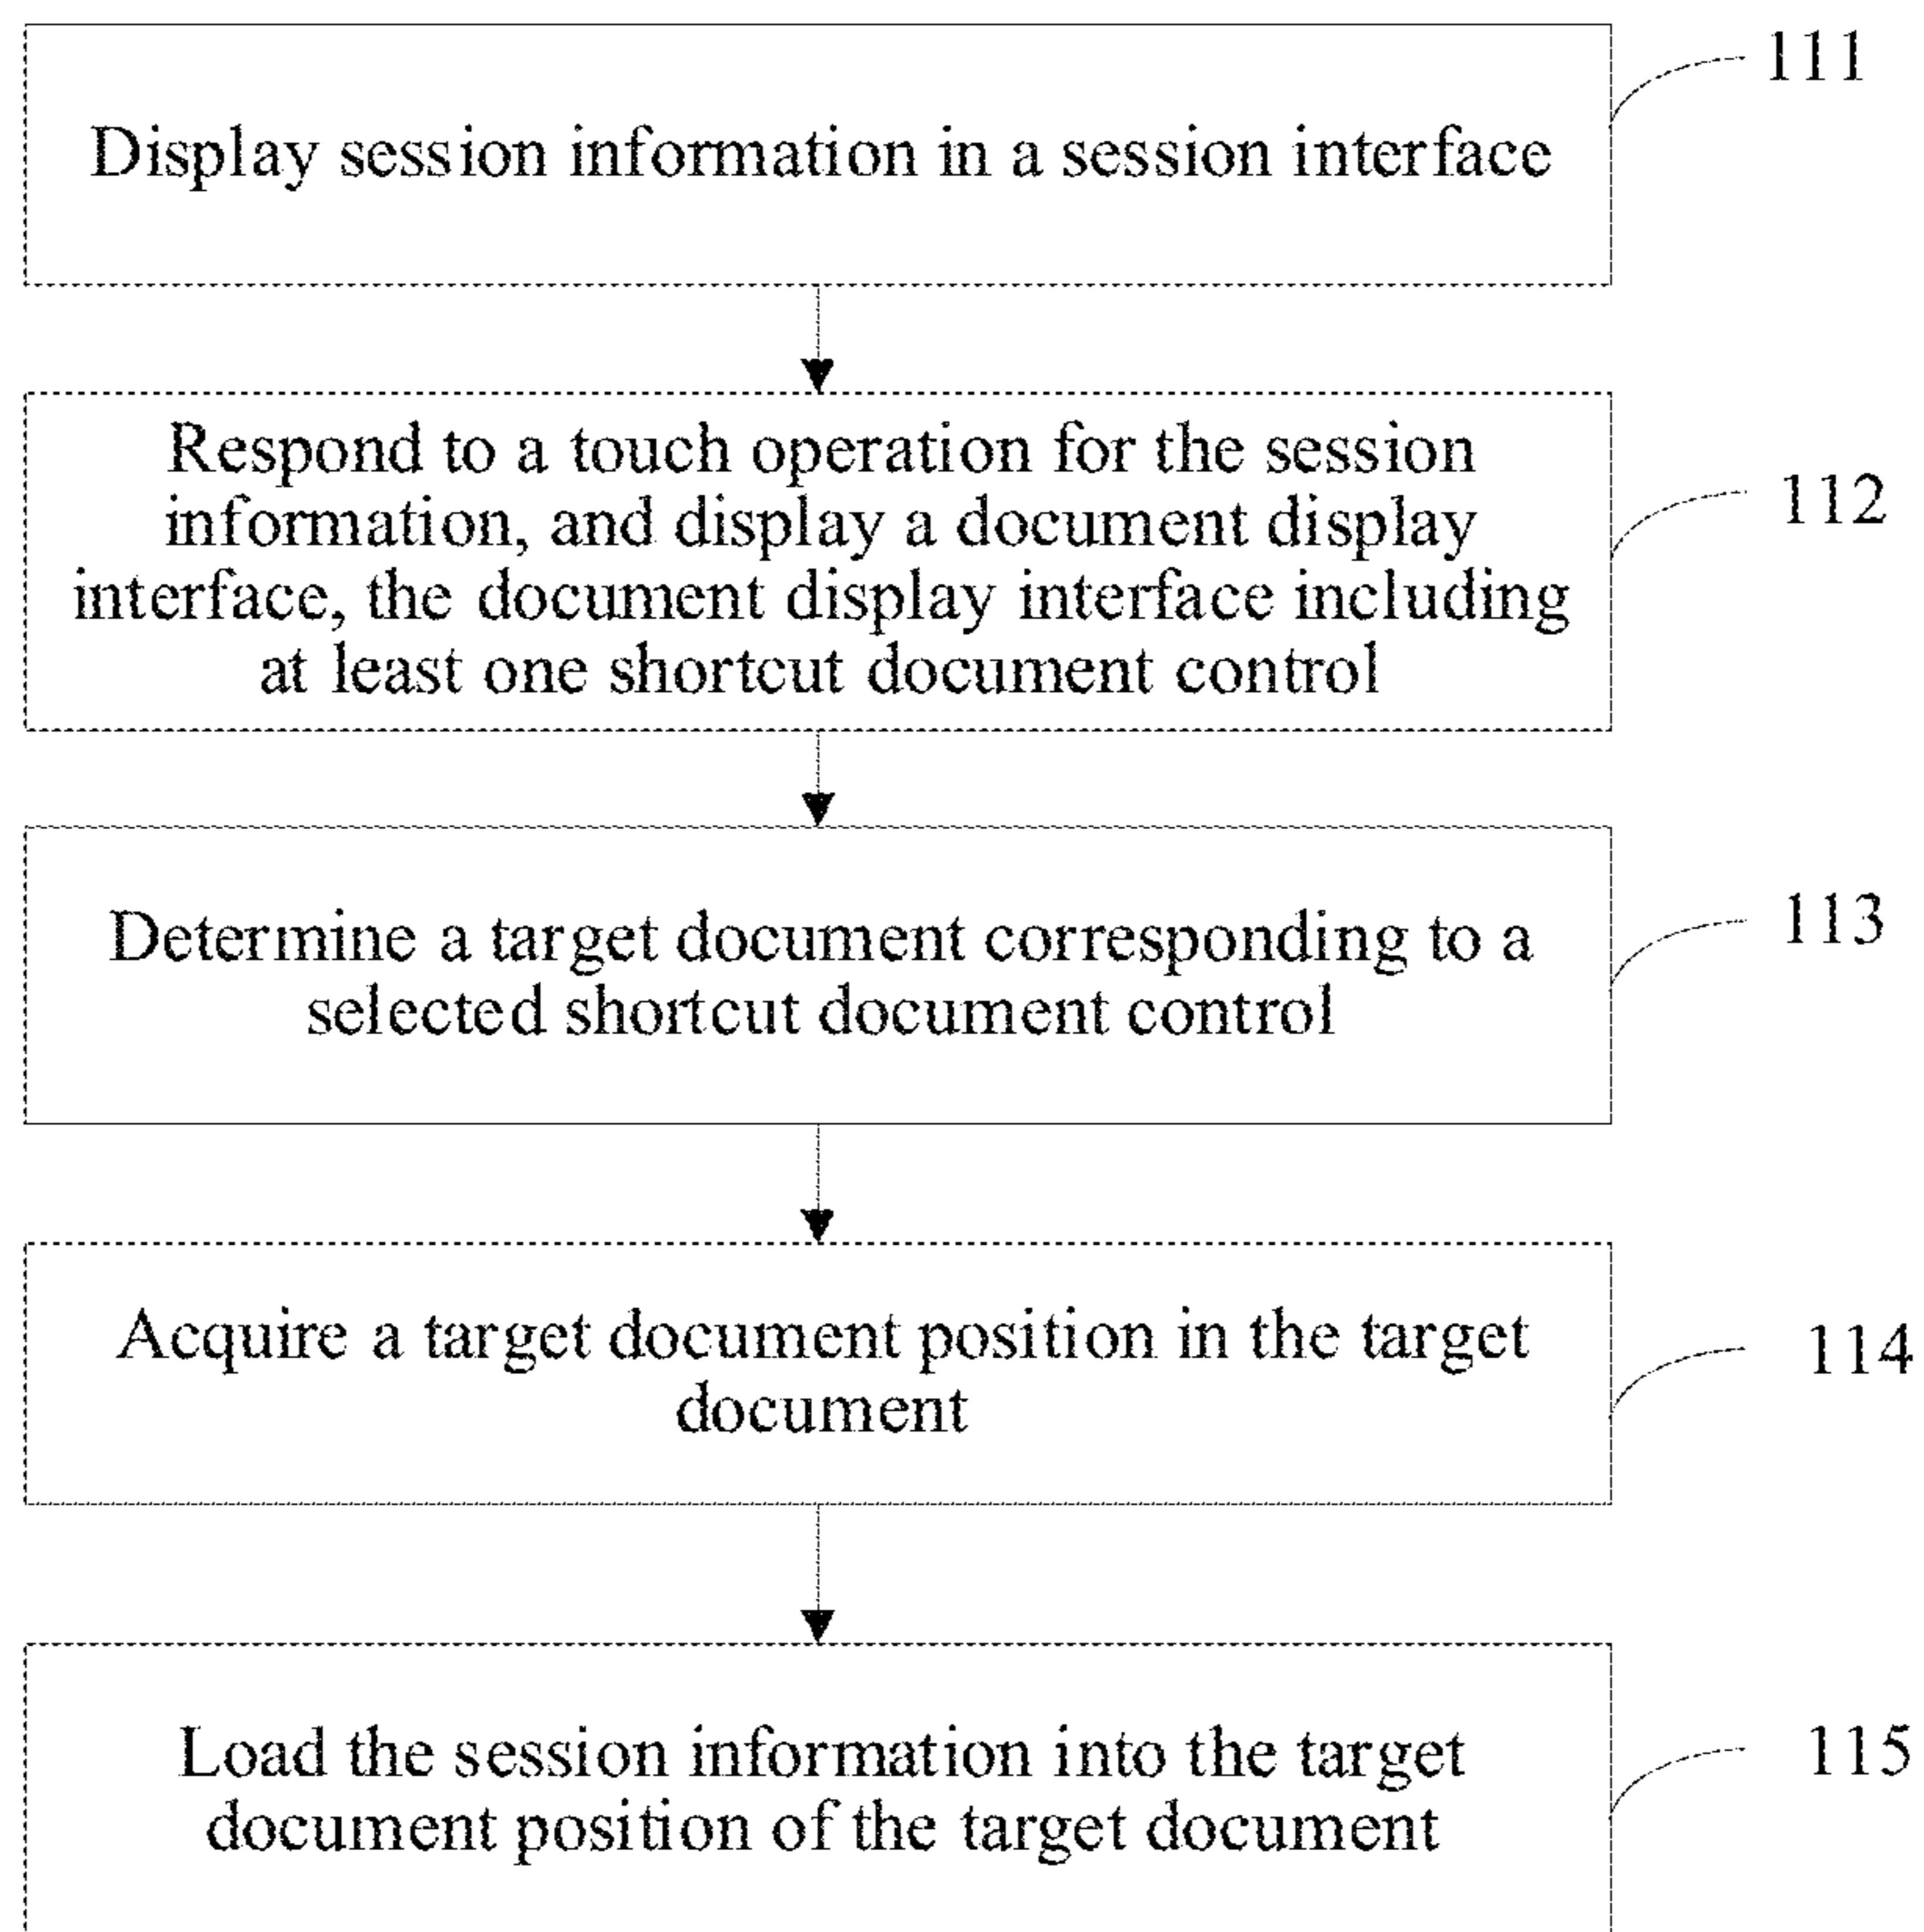 111
Display session information in a session interface
Respond to a touch operation for the session
information, and display a document display
interface, the document display interface including
at least one shortcut document control
112
Determine a target document corresponding to a
selected shortcut document control
113
Acquire a target document position in the target
document
114
Load the session information into the target
document position of the target document
115